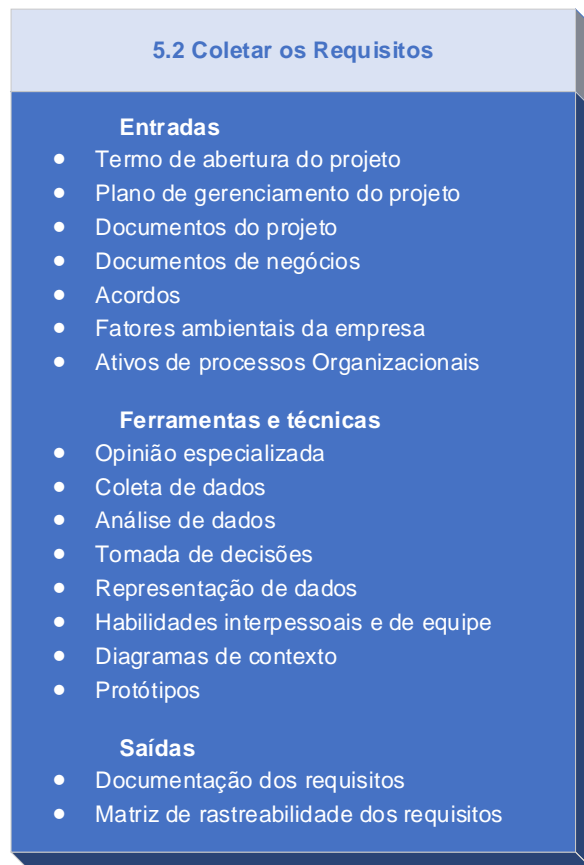 5.2 Coletar os Requisitos
Entradas
• Termo de abertura do projeto
• Plano de gerenciamento do projeto
• Documentos do projeto
• Documentos de negócios
• Acordos
• Fatores ambientais da empresa
• Ativos de processos Organizacionais
Ferramentas e técnicas
• Opinião especializada
• Coleta de dados
• Análise de dados
• Tomada de decisões
• Representação de dados
• Habilidades interpessoais e de equipe
• Diagramas de contexto
• Protótipos
Saídas
• Documentação dos requisitos
• Matriz de rastreabilidade dos requisitos